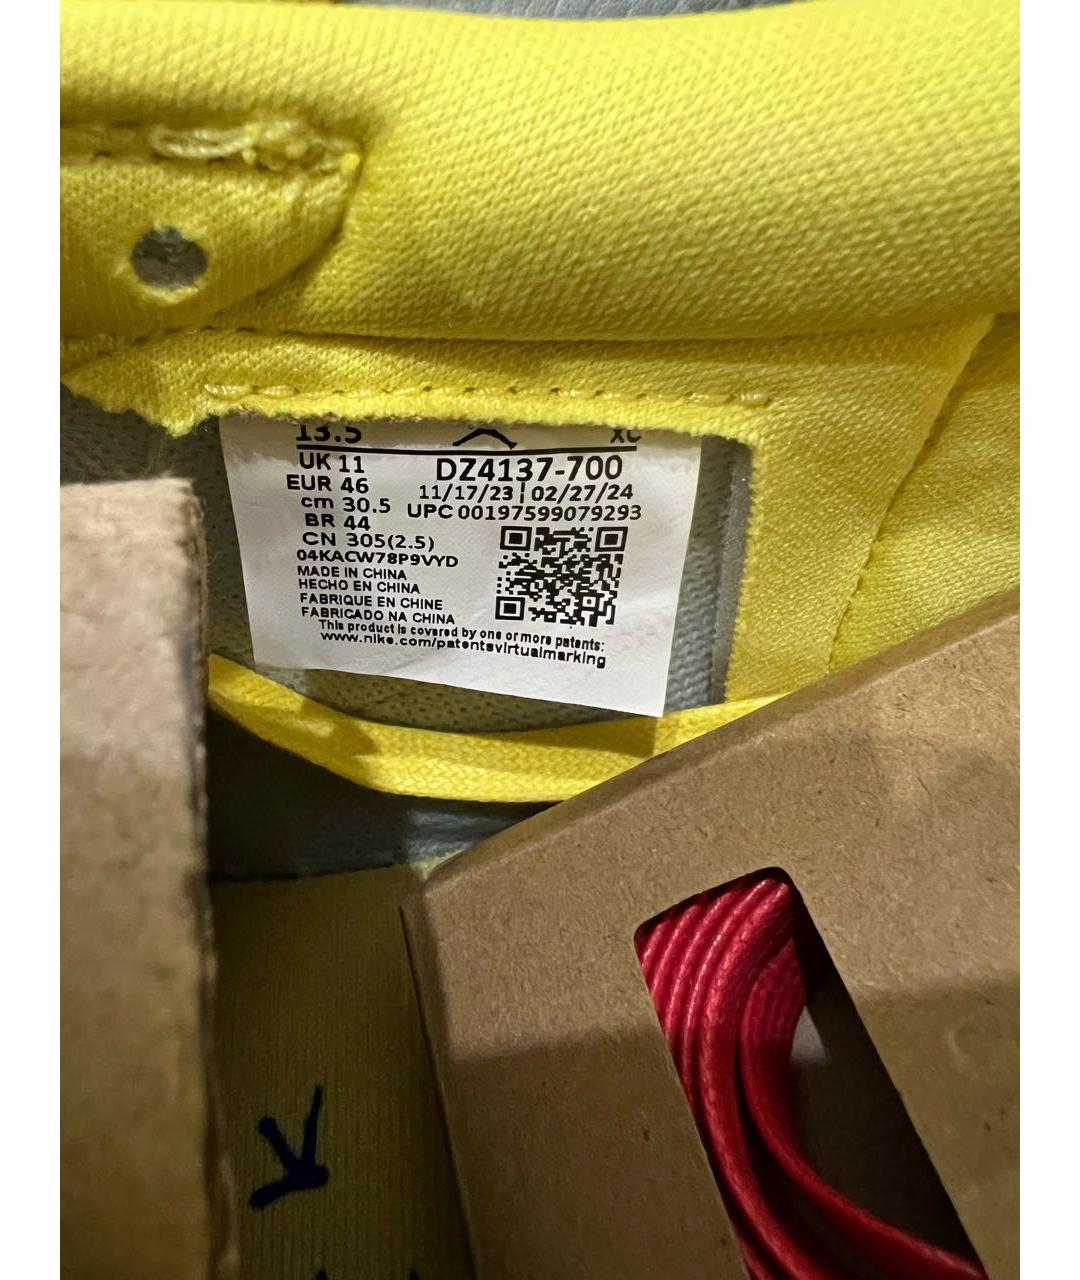 13.5 XC
UK 11
EUR 46
cm 30.5
BR 44
CN 305(2.5)
04KACW78P9VYD
DZ4137-700
11/17/23 | 02/27/24
UPC 00197599079293
MADE IN CHINA
HECHO EN CHINA
FABRIQUE EN CHINE
FABRICADO NA CHINA
This product is covered by one or more patents:
www.nike.com/patentsvirtualmarking